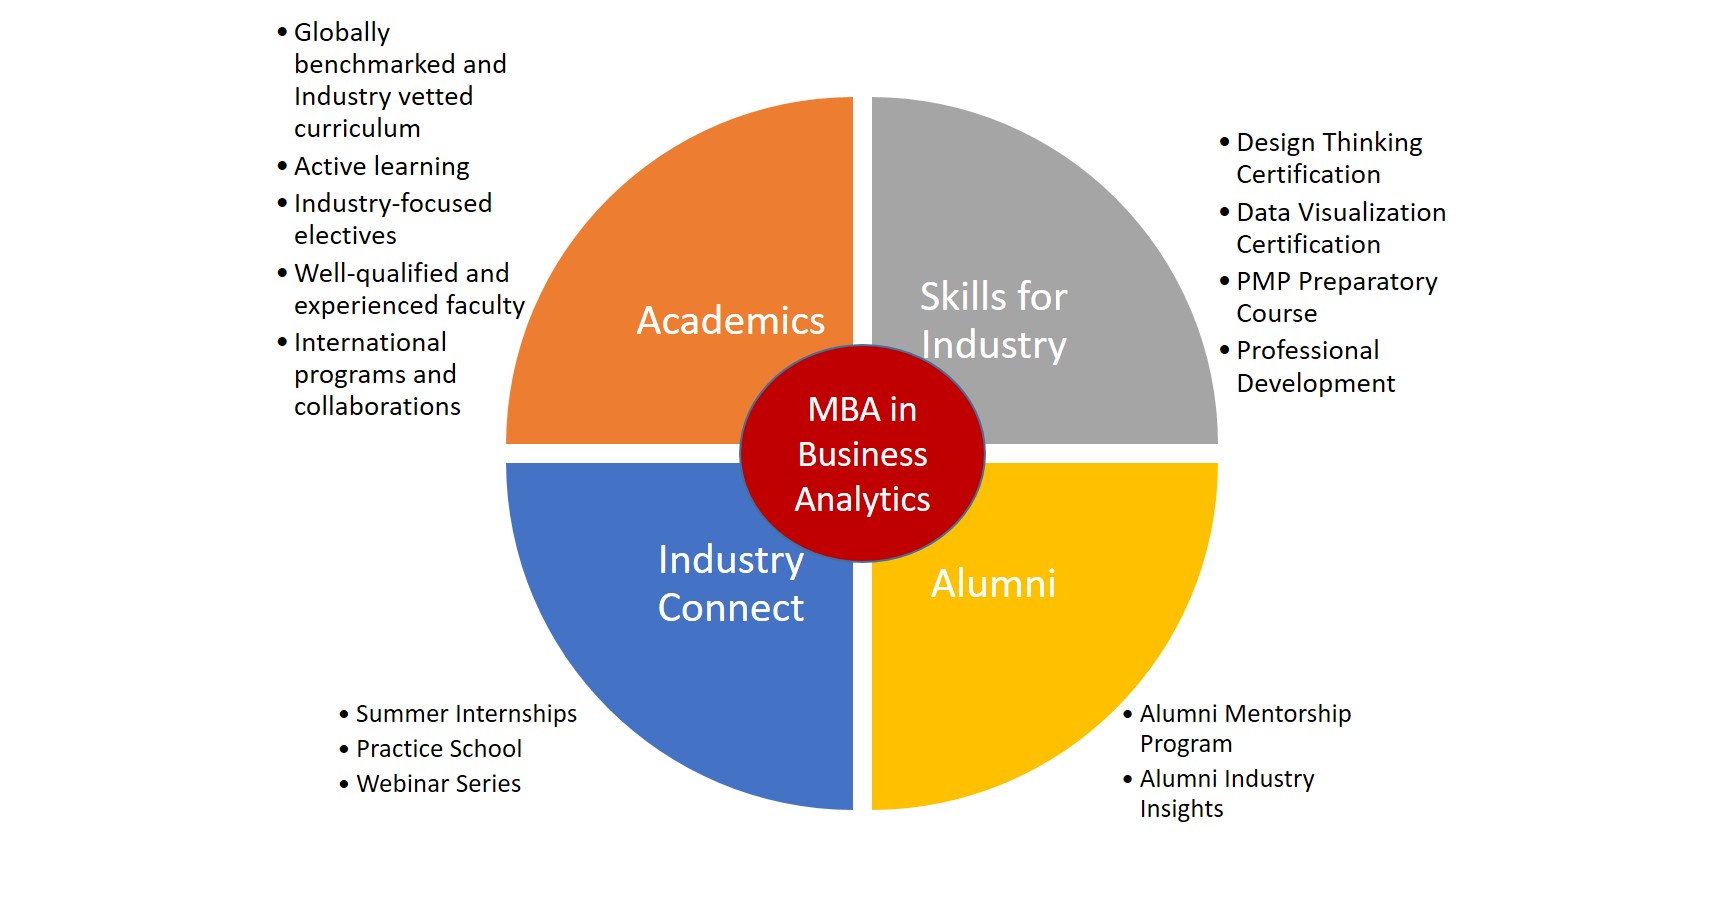 • Globally
benchmarked and
Industry vetted
curriculum
• Active learning
• Industry-focused
electives
• Well-qualified and
experienced faculty
• International
programs and
collaborations
Academics
Skills for
Industry
• Design Thinking
Certification
• Data Visualization
Certification
• PMP Preparatory
Course
• Professional
Development
MBA in
Business
Analytics
Industry
Connect
Alumni
• Summer Internships
• Practice School
• Webinar Series
• Alumni Mentorship
Program
• Alumni Industry
Insights